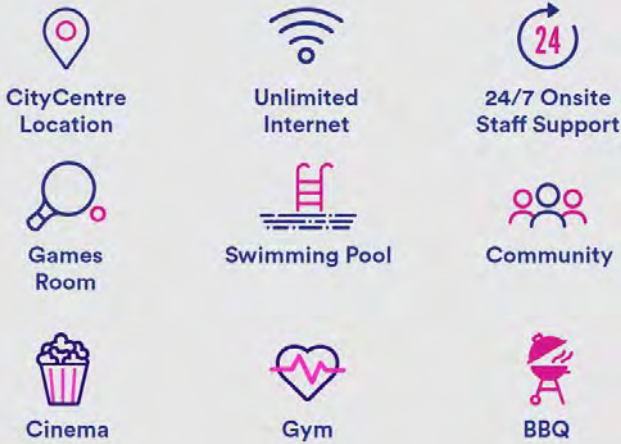 24
CityCentre
Location
Unlimited
Internet
24/7 Onsite
Staff Support
Games
Room
Swimming Pool
Community
Cinema
Gym
BBQ